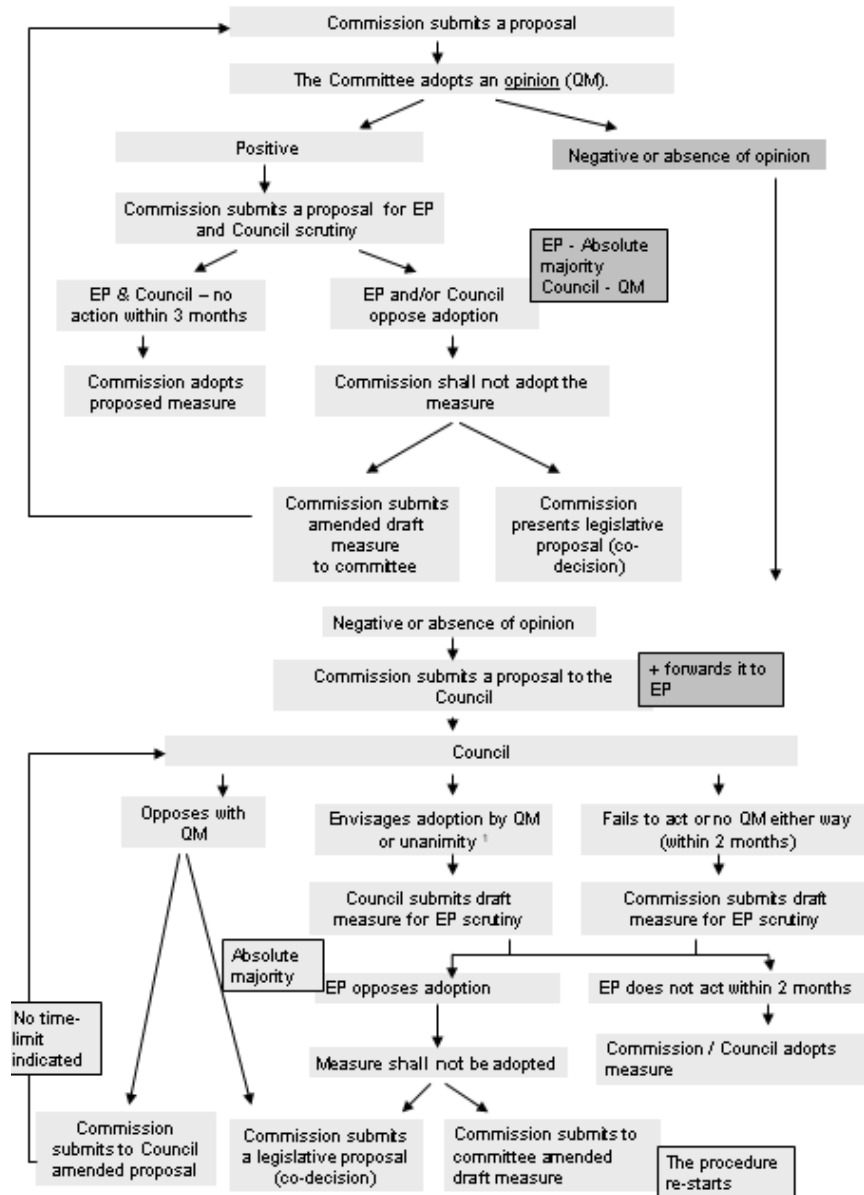 Commission submits a proposal
The Committee adopts an opinion (QM).
Positive
Negative or absence of opinion
Commission submits a proposal for EP
and Council scrutiny
EP - Absolute
majority
Council - QM
EP & Council – no
action within 3 months
EP and/or Council
oppose adoption
Commission adopts
proposed measure
Commission shall not adopt the
measure
Commission submits
amended draft
measure
to committee
Commission
presents legislative
proposal (co-
decision)
Negative or absence of opinion
Commission submits a proposal to the
Council
+ forwards it to
EP
Council
Opposes with
QM
Envisages adoption by QM
or unanimity ¹
Fails to act or no QM either way
(within 2 months)
Council submits draft
measure for EP scrutiny
Commission submits draft
measure for EP scrutiny
Absolute
majority
EP opposes adoption
EP does not act within 2 months
No time-
limit
indicated
Measure shall not be adopted
Commission / Council adopts
measure
Commission
submits to Council
amended proposal
Commission submits
a legislative proposal
(co-decision)
Commission submits to
committee amended
draft measure
The procedure
re-starts